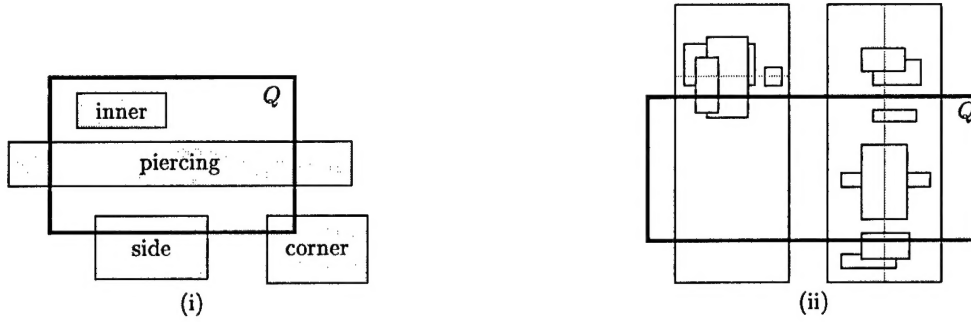 Q
inner
piercing
side
corner
(i)
Q
(ii)